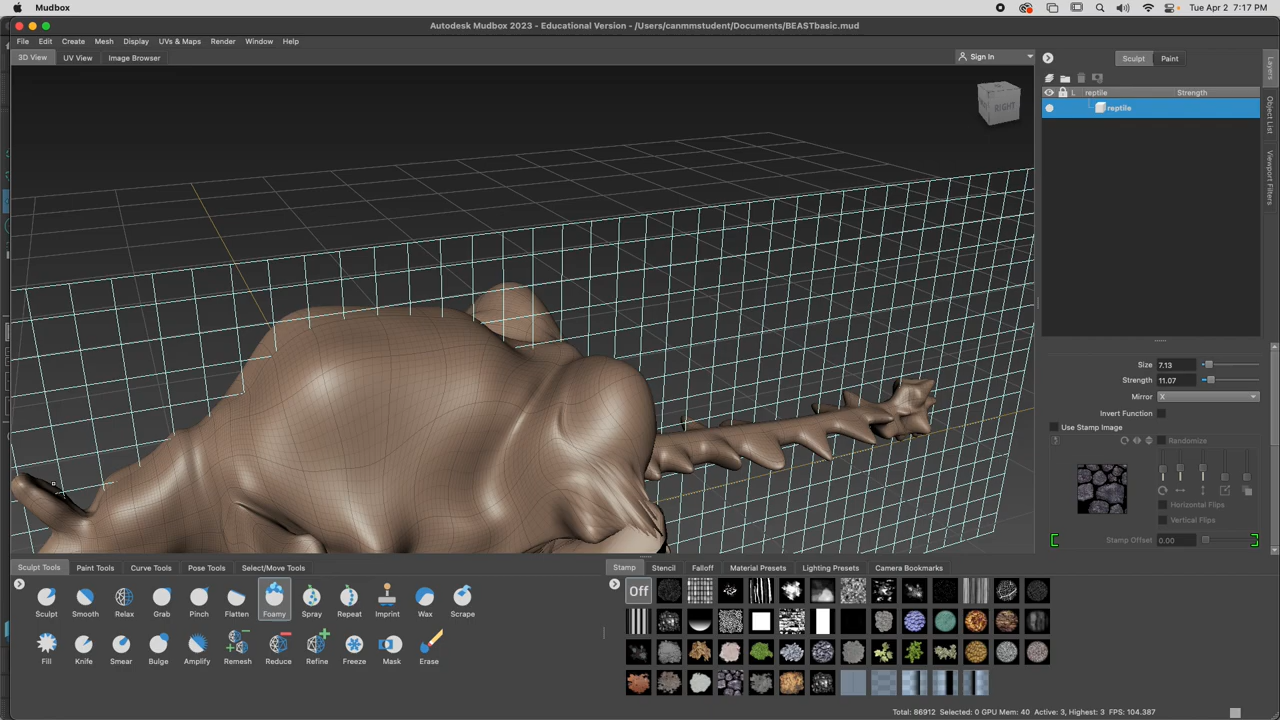 Mudbox
Tue Apr 2 7:17 PM
Autodesk Mudbox 2023 - Educational Version - /Users/canmmstudent/Documents/BEASTbasic.mud
File Edit Create Mesh Display UVs & Maps Render Window Help
3D View UV View Image Browser
Sign In
RIGHT
Sculpt Paint
L reptile Strength
reptile
Layers
Object List
Viewport Filters
Size 7.13
Strength 11.07
Mirror X
Invert Function
Use Stamp Image
Randomize
Horizontal Flips
Vertical Flips
Stamp Offset 0.00
Sculpt Tools Paint Tools Curve Tools Pose Tools Select/Move Tools
Stamp Stencil Falloff Material Presets Lighting Presets Camera Bookmarks
Off
Sculpt Smooth Relax Grab Pinch Flatten Foamy Spray Repeat Imprint Wax Scrape
Fill Knife Smear Bulge Amplify Remesh Reduce Refine Freeze Mask Erase
Total: 86912 Selected: 0 GPU Mem: 40 Active: 3, Highest: 3 FPS: 104.387